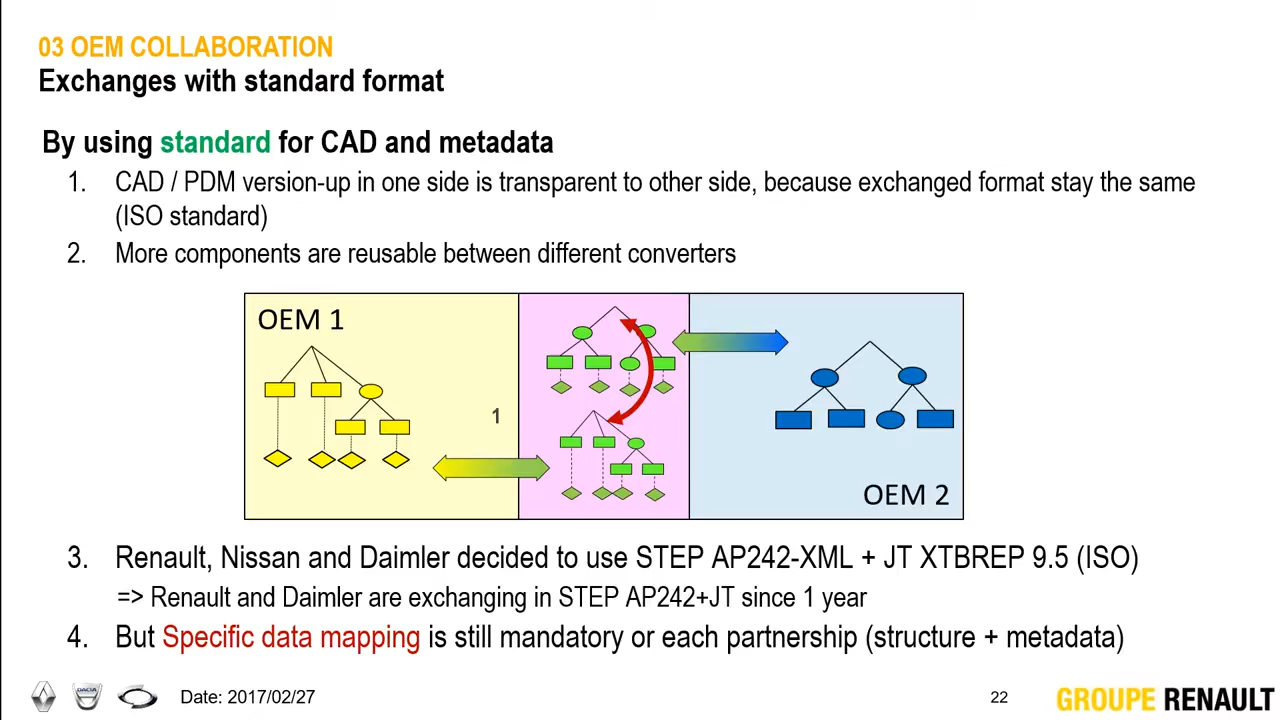 03 OEM COLLABORATION
Exchanges with standard format
By using standard for CAD and metadata
1. CAD / PDM version-up in one side is transparent to other side, because exchanged format stay the same
(ISO standard)
2. More components are reusable between different converters
OEM 1
1
OEM 2
3. Renault, Nissan and Daimler decided to use STEP AP242-XML + JT XTBREP 9.5 (ISO)
=> Renault and Daimler are exchanging in STEP AP242+JT since 1 year
4. But Specific data mapping is still mandatory or each partnership (structure + metadata)
DACIA
Date: 2017/02/27
22
GROUPE RENAULT